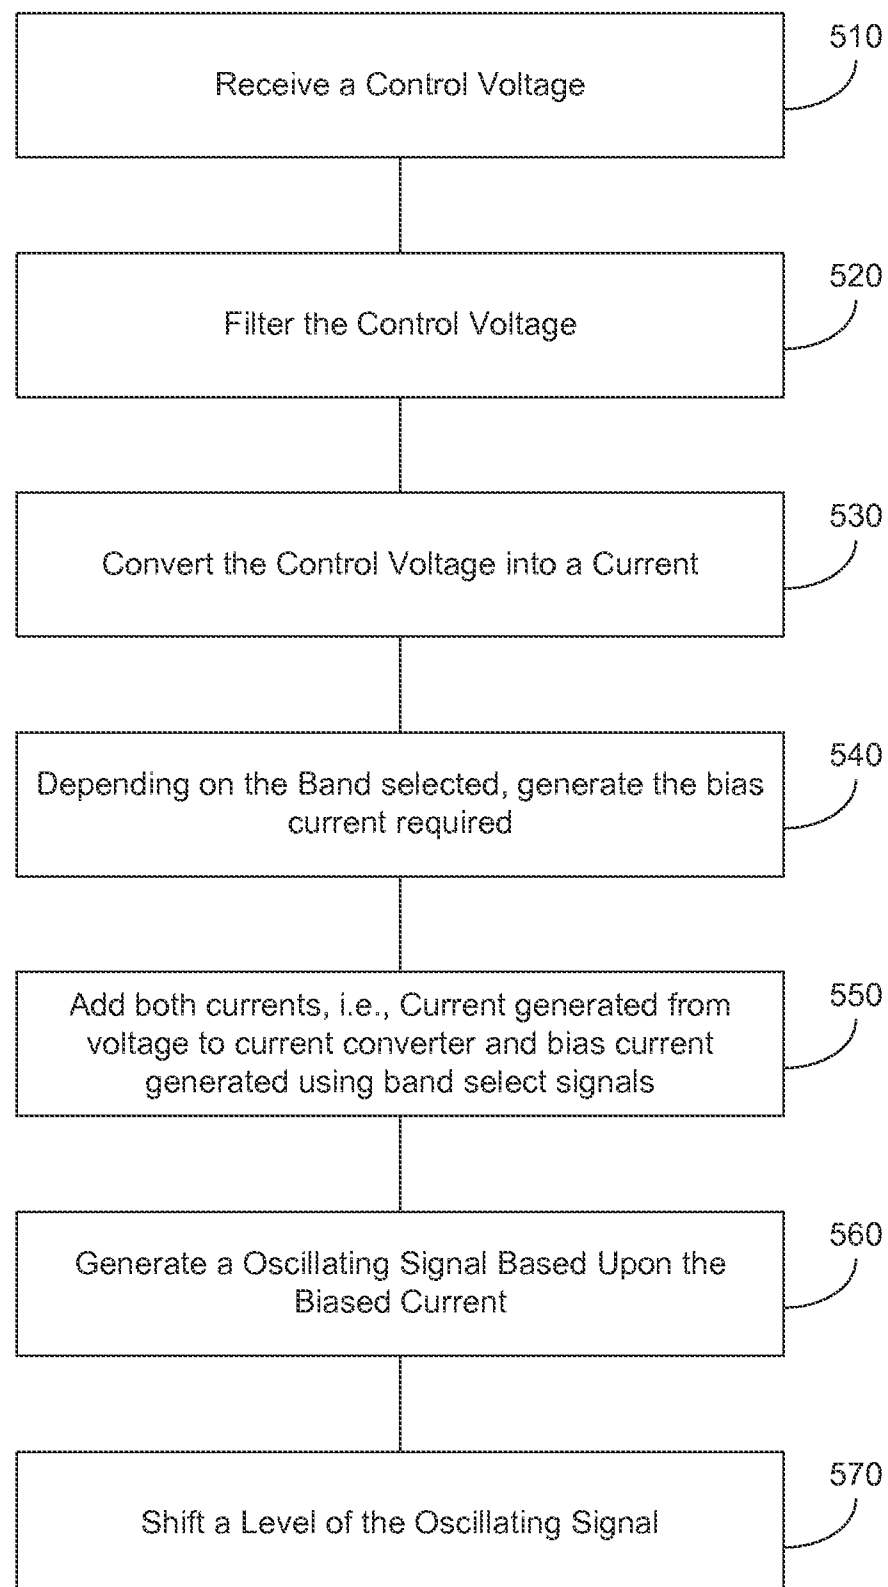 510
Receive a Control Voltage
520
Filter the Control Voltage
530
Convert the Control Voltage into a Current
540
Depending on the Band selected, generate the bias
current required
550
Add both currents, i.e., Current generated from
voltage to current converter and bias current
generated using band select signals
560
Generate a Oscillating Signal Based Upon the
Biased Current
570
Shift a Level of the Oscillating Signal